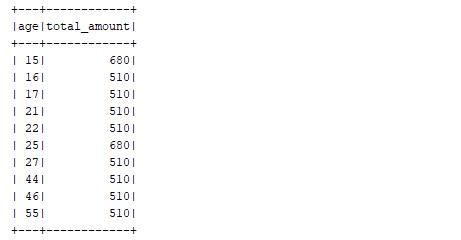 +---+------------+
|age|total_amount|
+---+------------+
| 15|         680|
| 16|         510|
| 17|         510|
| 21|         510|
| 22|         510|
| 25|         680|
| 27|         510|
| 44|         510|
| 46|         510|
| 55|         510|
+---+------------+